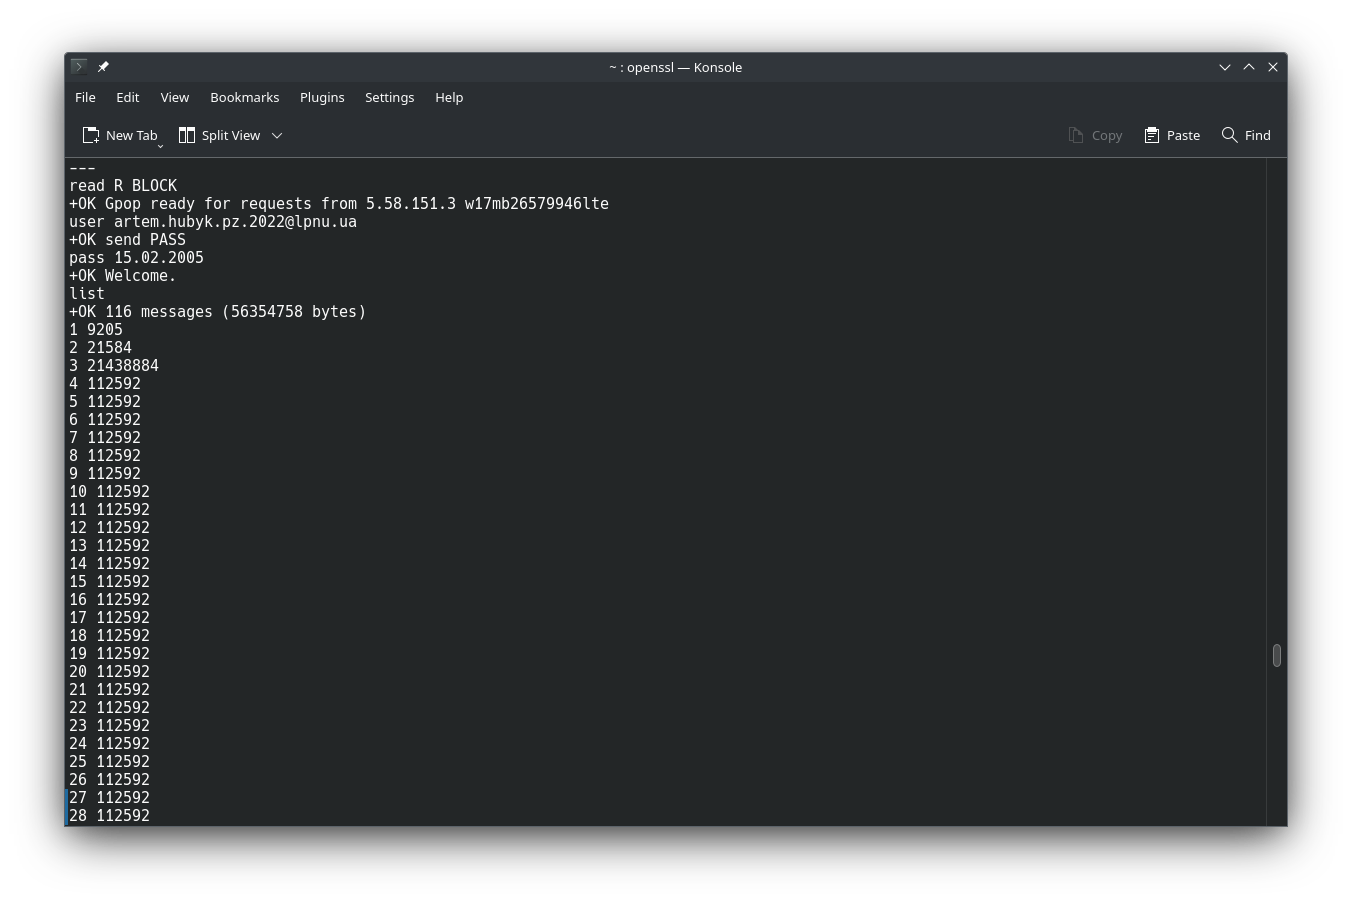 ~ : openssl — Konsole
File Edit View Bookmarks Plugins Settings Help
New Tab Split View Copy Paste Find
---
read R BLOCK
+OK Gpop ready for requests from 5.58.151.3 w17mb26579946lte
user artem.hubyk.pz.2022@lpnu.ua
+OK send PASS
pass 15.02.2005
+OK Welcome.
list
+OK 116 messages (56354758 bytes)
1 9205
2 21584
3 21438884
4 112592
5 112592
6 112592
7 112592
8 112592
9 112592
10 112592
11 112592
12 112592
13 112592
14 112592
15 112592
16 112592
17 112592
18 112592
19 112592
20 112592
21 112592
22 112592
23 112592
24 112592
25 112592
26 112592
27 112592
28 112592